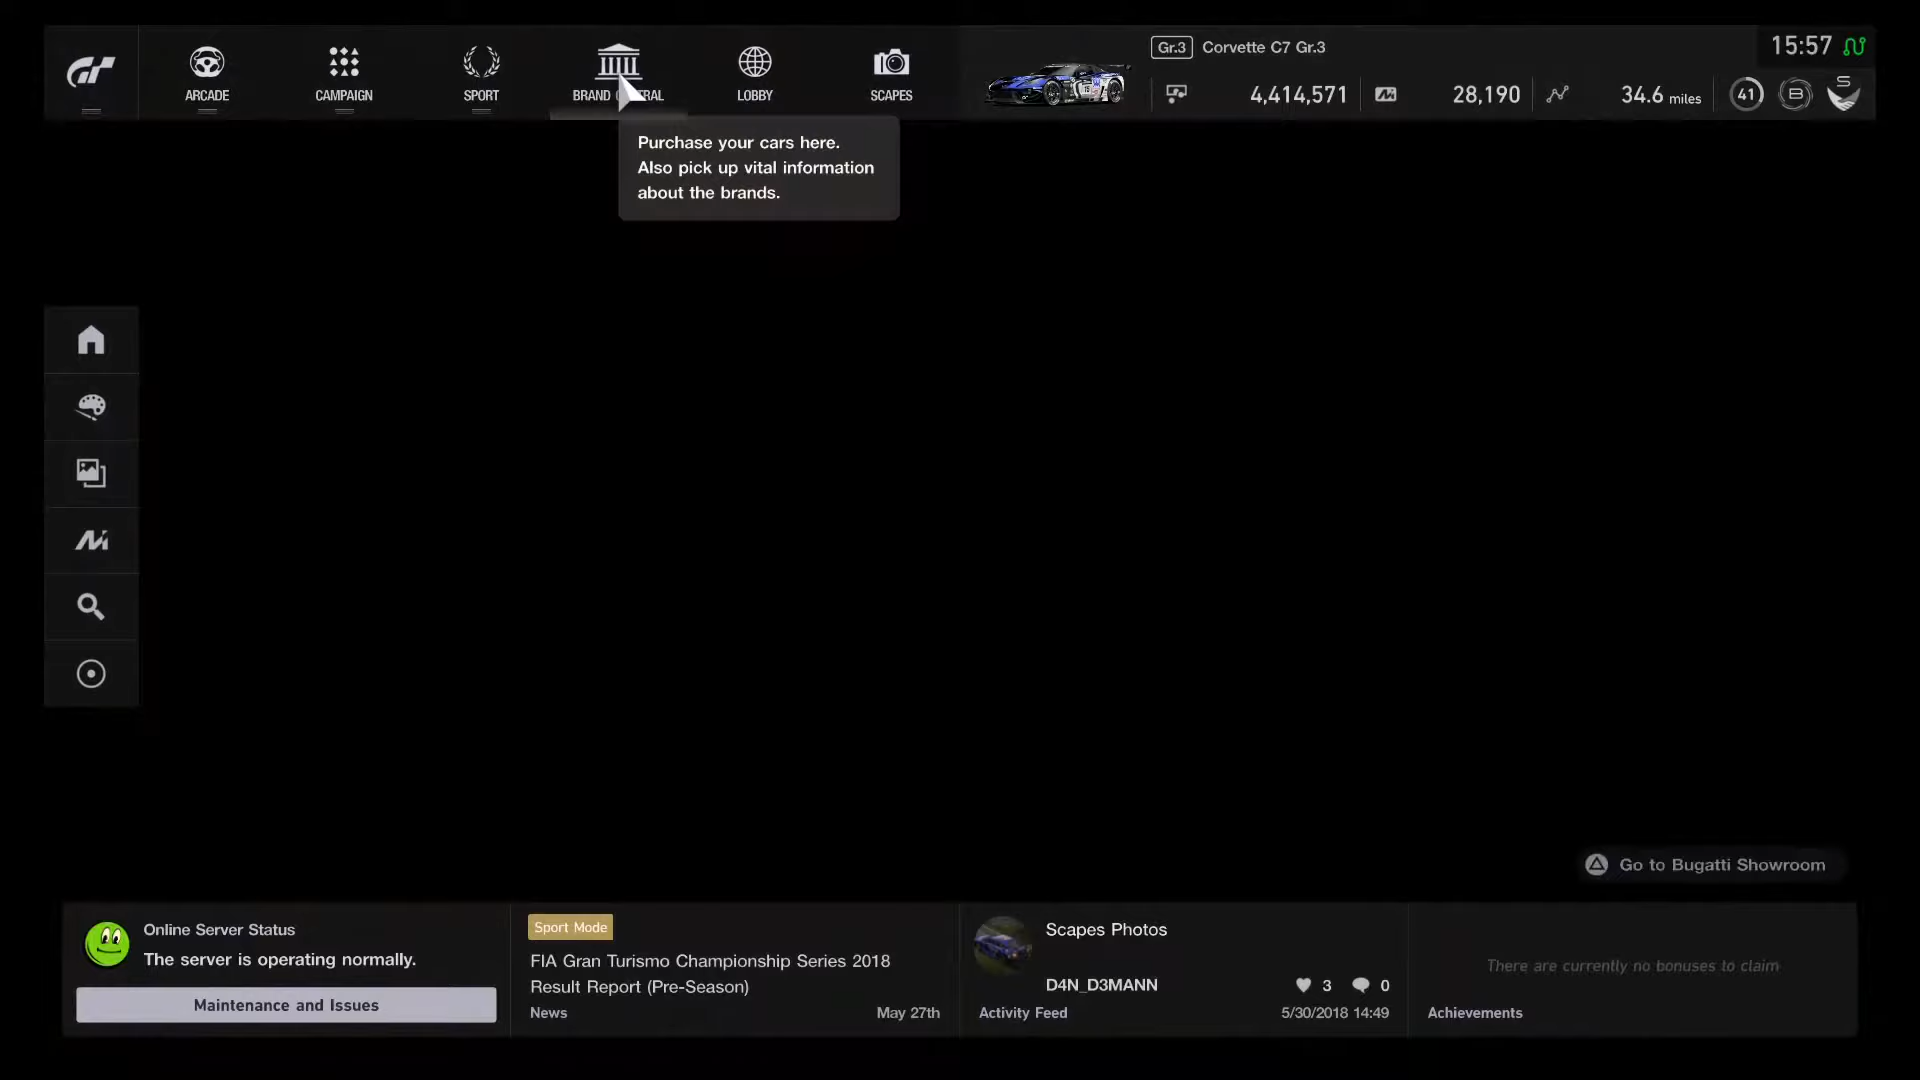 ARCADE
CAMPAIGN
SPORT
BRAND CENTRAL
LOBBY
SCAPES
Gr.3 Corvette C7 Gr.3
15:57
4,414,571
28,190
34.6 miles
41
B
S
Purchase your cars here.
Also pick up vital information
about the brands.
Go to Bugatti Showroom
Online Server Status
The server is operating normally.
Maintenance and Issues
Sport Mode
FIA Gran Turismo Championship Series 2018
Result Report (Pre-Season)
News May 27th
Scapes Photos
D4N_D3MANN 3 0
Activity Feed 5/30/2018 14:49
There are currently no bonuses to claim
Achievements